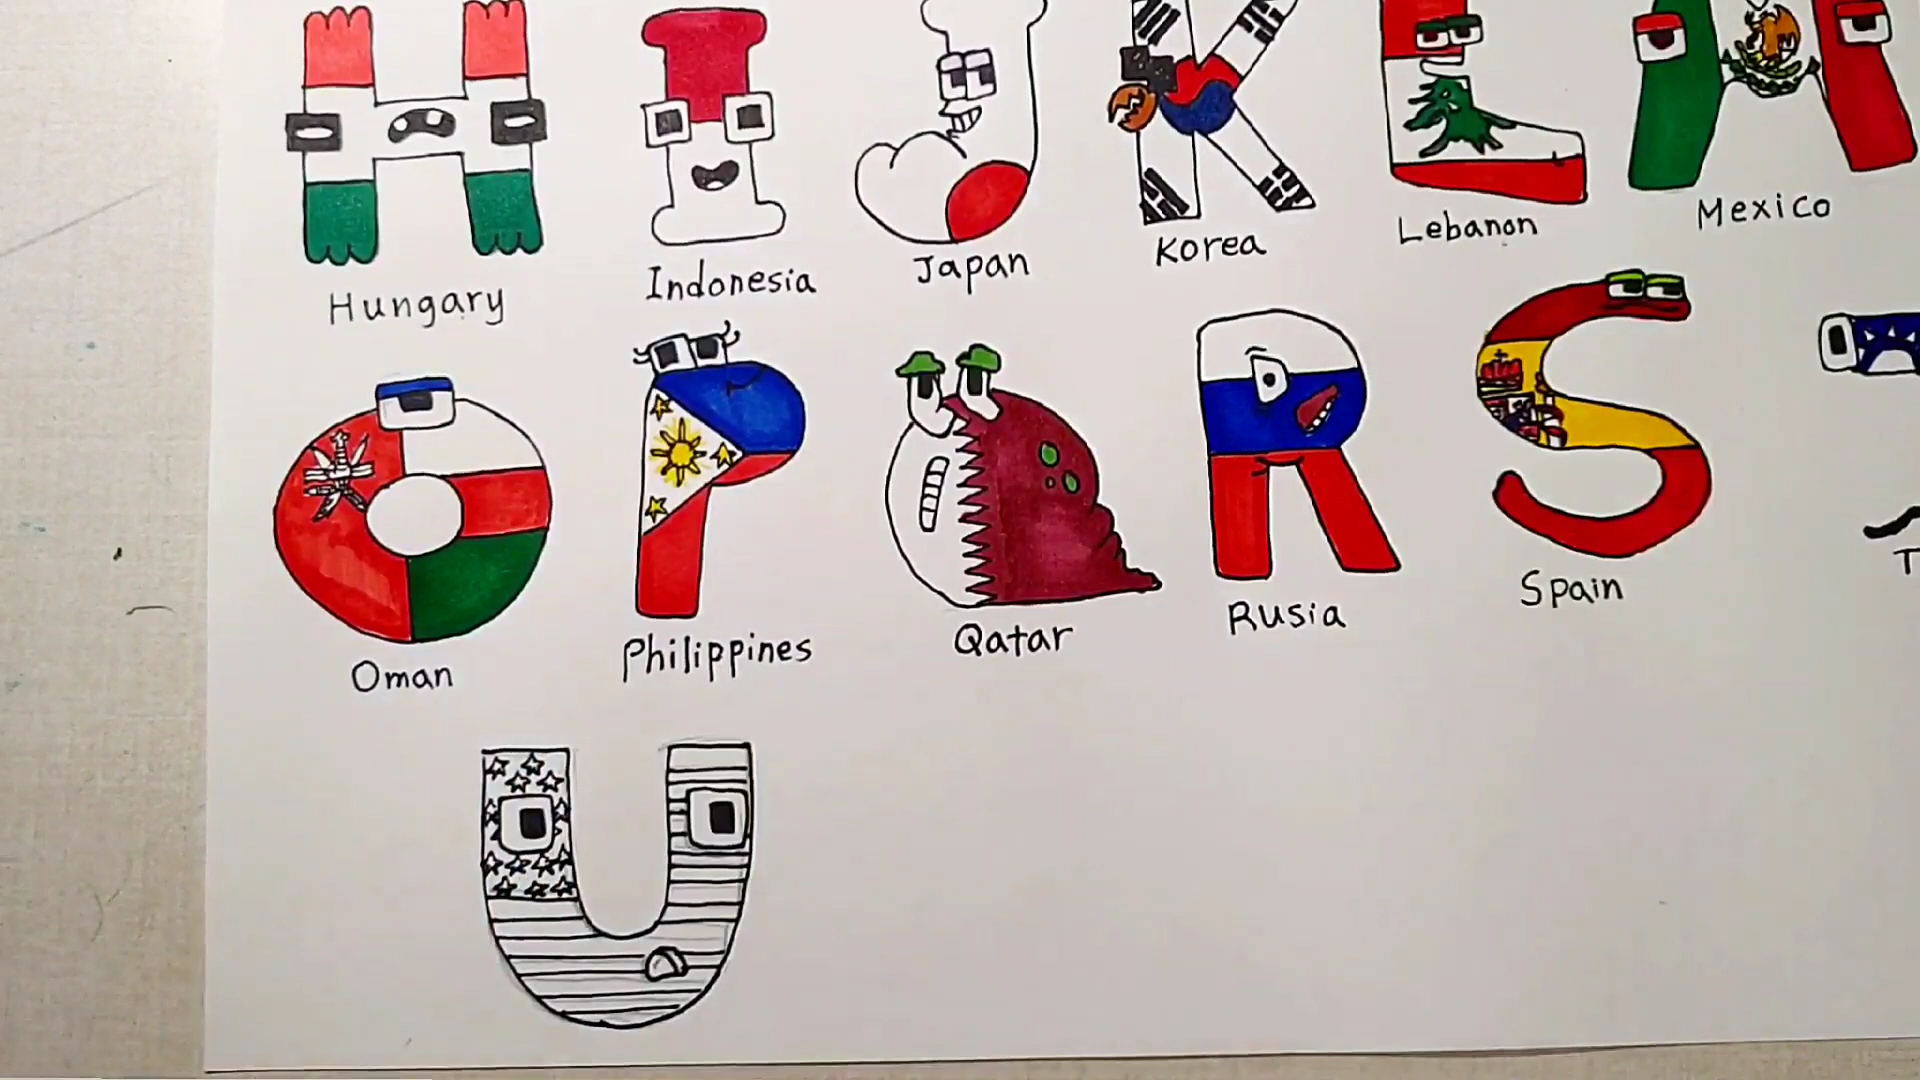 Hungary
Indonesia
Japan
Korea
Lebanon
Mexico
Oman
Philippines
Qatar
Rusia
Spain
T